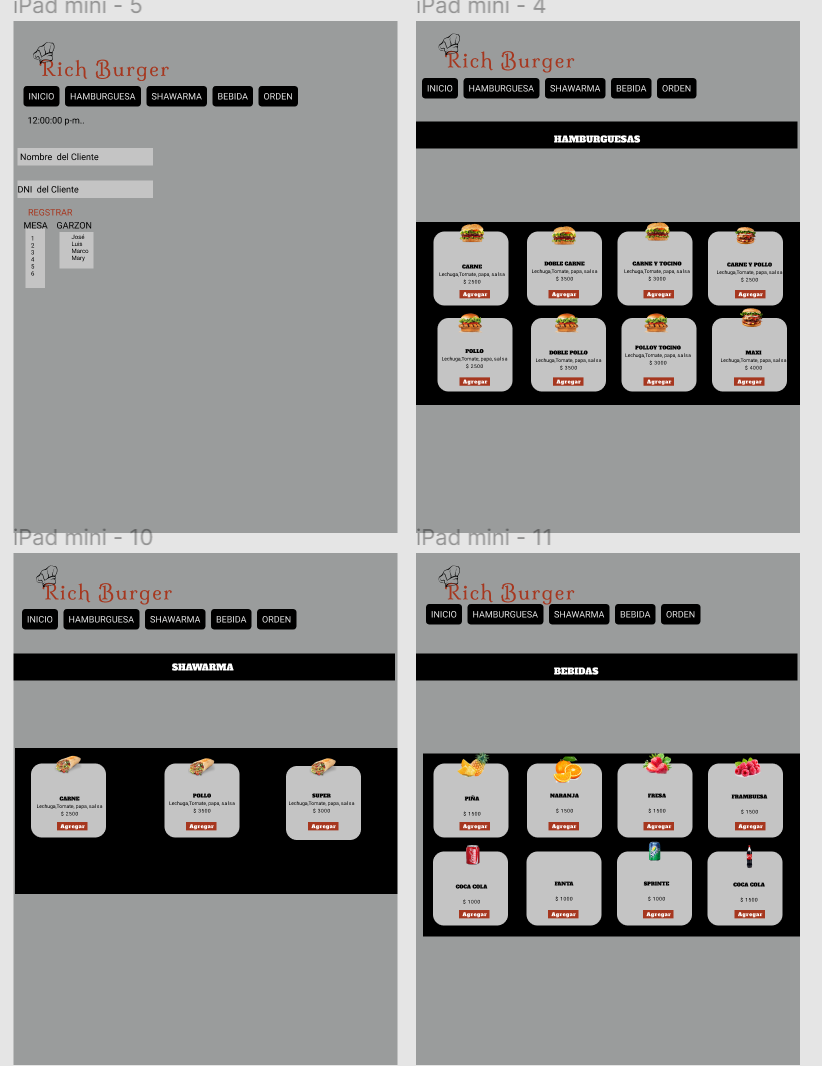 iPad mini - 5
Rich Burger
INICIO HAMBURGUESA SHAWARMA BEBIDA ORDEN
12:00:00 p-m..
Nombre del Cliente
DNI del Cliente
REGSTRAR
MESA GARZON
1
2
3
4
5
6
José
Luis
Marco
Mary
iPad mini - 4
Rich Burger
INICIO HAMBURGUESA SHAWARMA BEBIDA ORDEN
HAMBURGUESAS
CARNE
Lechuga,Tomate, papa, salsa
$ 2500
Agregar
DOBLE CARNE
Lechuga,Tomate, papa, salsa
$ 3500
Agregar
CARNE Y TOCINO
Lechuga,Tomate, papa, salsa
$ 3000
Agregar
CARNE Y POLLO
Lechuga,Tomate, papa, salsa
$ 2500
Agregar
POLLO
Lechuga,Tomate, papa, salsa
$ 2500
Agregar
DOBLE POLLO
Lechuga,Tomate, papa, salsa
$ 3500
Agregar
POLLOY TOCINO
Lechuga,Tomate, papa, salsa
$ 3000
Agregar
MAXI
Lechuga,Tomate, papa, salsa
$ 4000
Agregar
iPad mini - 10
Rich Burger
INICIO HAMBURGUESA SHAWARMA BEBIDA ORDEN
SHAWARMA
CARNE
Lechuga,Tomate, papa, salsa
$ 2500
Agregar
POLLO
Lechuga,Tomate, papa, salsa
$ 3500
Agregar
SUPER
Lechuga,Tomate, papa, salsa
$ 3000
Agregar
iPad mini - 11
Rich Burger
INICIO HAMBURGUESA SHAWARMA BEBIDA ORDEN
BEBIDAS
PIÑA
$ 1500
Agregar
NARANJA
$ 1500
Agregar
FRESA
$ 1500
Agregar
FRAMBUESA
$ 1500
Agregar
COCA COLA
$ 1000
Agregar
FANTA
$ 1000
Agregar
SPRINTE
$ 1000
Agregar
COCA COLA
$ 1500
Agregar